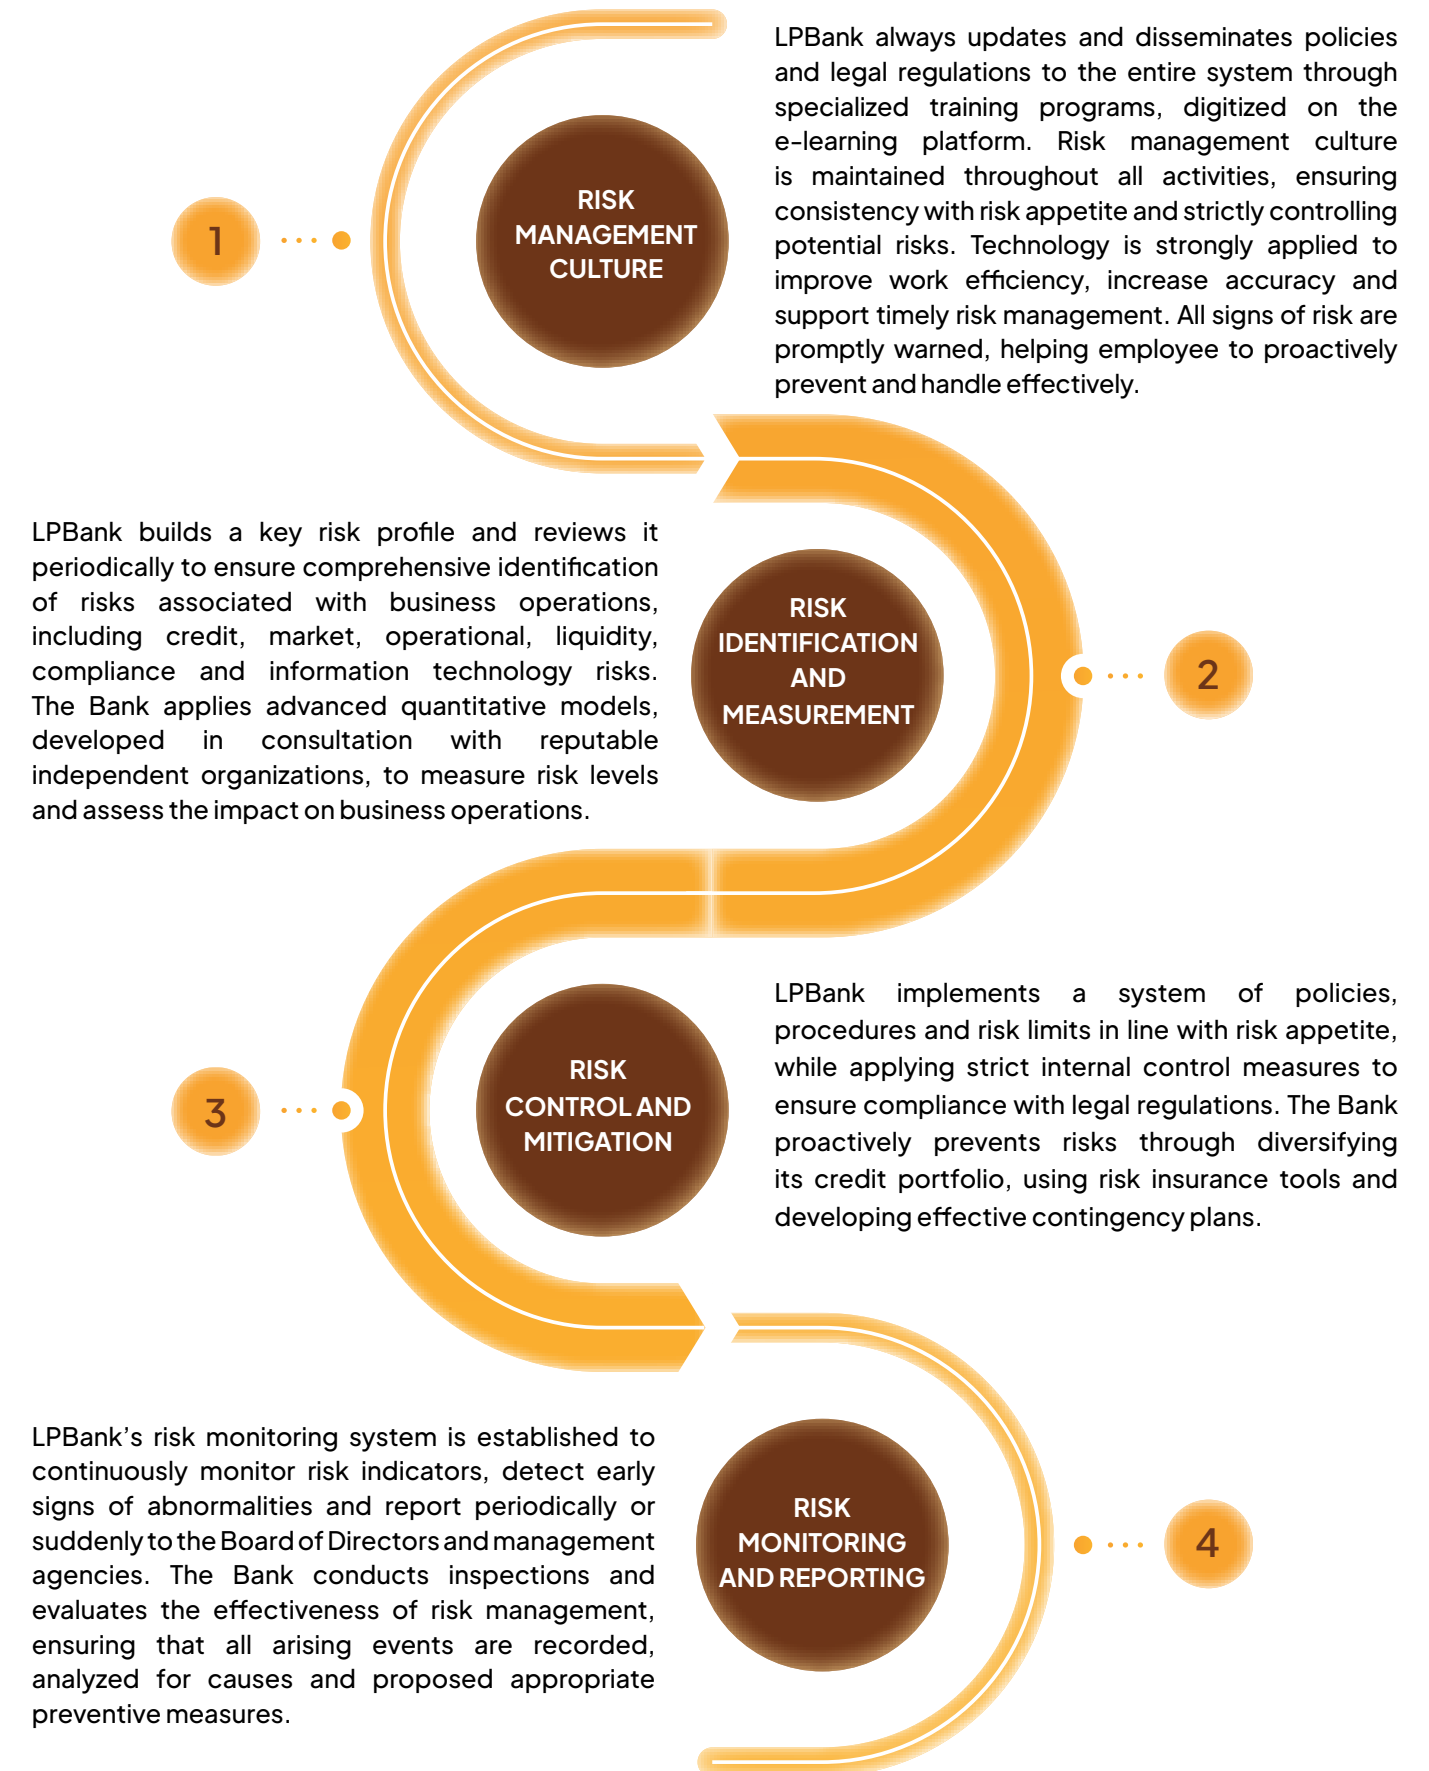 1
RISK
MANAGEMENT
CULTURE
LPBank always updates and disseminates policies
and legal regulations to the entire system through
specialized training programs, digitized on the
e-learning platform. Risk management culture
is maintained throughout all activities, ensuring
consistency with risk appetite and strictly controlling
potential risks. Technology is strongly applied to
improve work efficiency, increase accuracy and
support timely risk management. All signs of risk are
promptly warned, helping employee to proactively
prevent and handle effectively.
LPBank builds a key risk profile and reviews it
periodically to ensure comprehensive identification
of risks associated with business operations,
including credit, market, operational, liquidity,
compliance and information technology risks.
The Bank applies advanced quantitative models,
developed in consultation with reputable
independent organizations, to measure risk levels
and assess the impact on business operations.
RISK
IDENTIFICATION
AND
MEASUREMENT
2
3
RISK
CONTROL AND
MITIGATION
LPBank implements a system of policies,
procedures and risk limits in line with risk appetite,
while applying strict internal control measures to
ensure compliance with legal regulations. The Bank
proactively prevents risks through diversifying
its credit portfolio, using risk insurance tools and
developing effective contingency plans.
LPBank’s risk monitoring system is established to
continuously monitor risk indicators, detect early
signs of abnormalities and report periodically or
suddenly to the Board of Directors and management
agencies. The Bank conducts inspections and
evaluates the effectiveness of risk management,
ensuring that all arising events are recorded,
analyzed for causes and proposed appropriate
preventive measures.
RISK
MONITORING
AND REPORTING
4